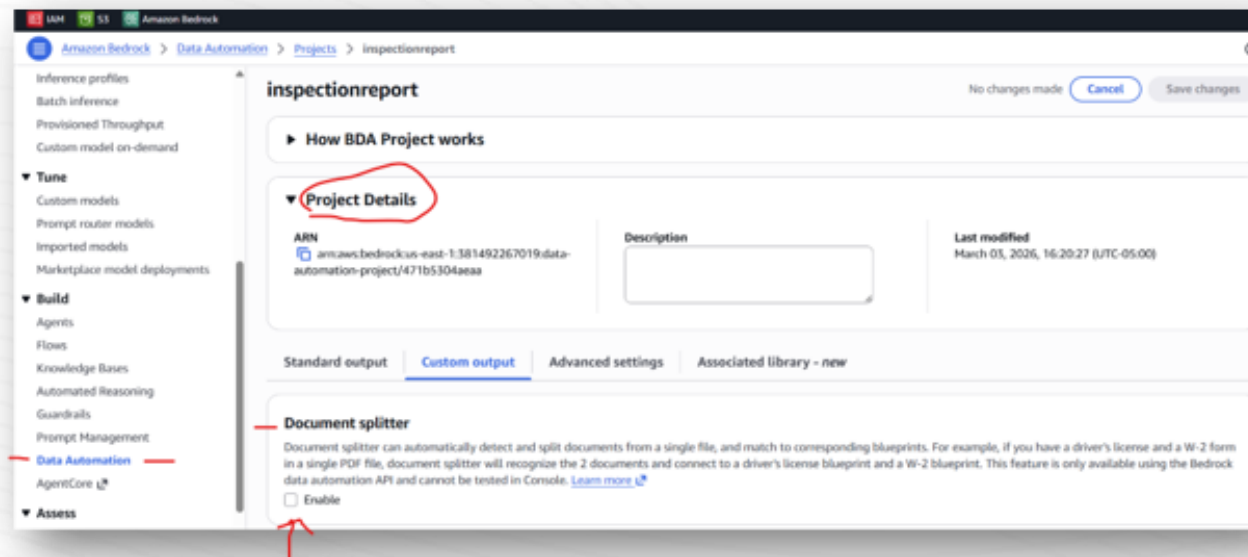 IAM S3 Amazon Bedrock
Amazon Bedrock > Data Automation > Projects > inspectionreport
Inference profiles
Batch inference
Provisioned Throughput
Custom model on-demand
Tune
Custom models
Prompt router models
Imported models
Marketplace model deployments
Build
Agents
Flows
Knowledge Bases
Automated Reasoning
Guardrails
Prompt Management
Data Automation
AgentCore
Assess
inspectionreport
No changes made Cancel Save changes
How BDA Project works
Project Details
ARN
arn:aws:bedrock:us-east-1:381492267019:data-
automation-project/471b5304aeaa
Description
Last modified
March 03, 2026, 16:20:27 (UTC-05:00)
Standard output Custom output Advanced settings Associated library - new
Document splitter
Document splitter can automatically detect and split documents from a single file, and match to corresponding blueprints. For example, if you have a driver's license and a W-2 form
in a single PDF file, document splitter will recognize the 2 documents and connect to a driver's license blueprint and a W-2 blueprint. This feature is only available using the Bedrock
data automation API and cannot be tested in Console. Learn more
Enable